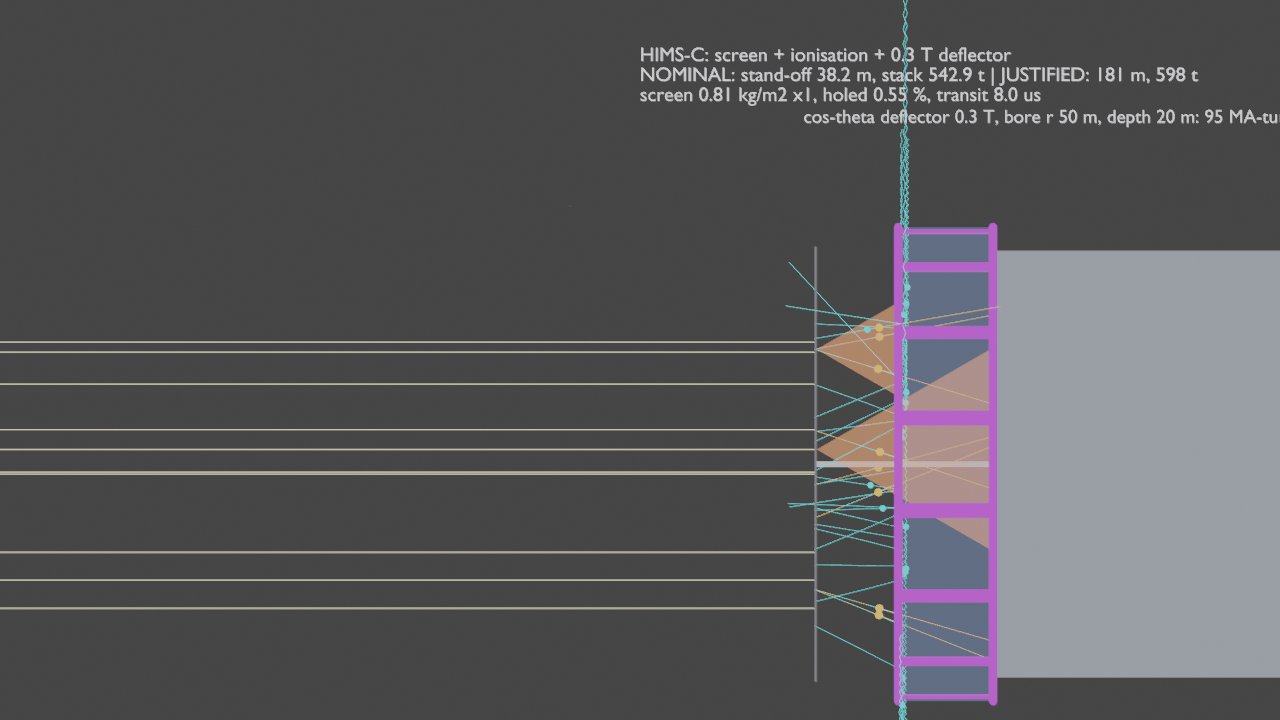 HIMS-C: screen + ionisation + 0.3 T deflector
NOMINAL: stand-off 38.2 m, stack 542.9 t | JUSTIFIED: 181 m, 598 t
screen 0.81 kg/m2 x1, holed 0.55 %, transit 8.0 us
cos-theta deflector 0.3 T, bore r 50 m, depth 20 m: 95 MA-tu